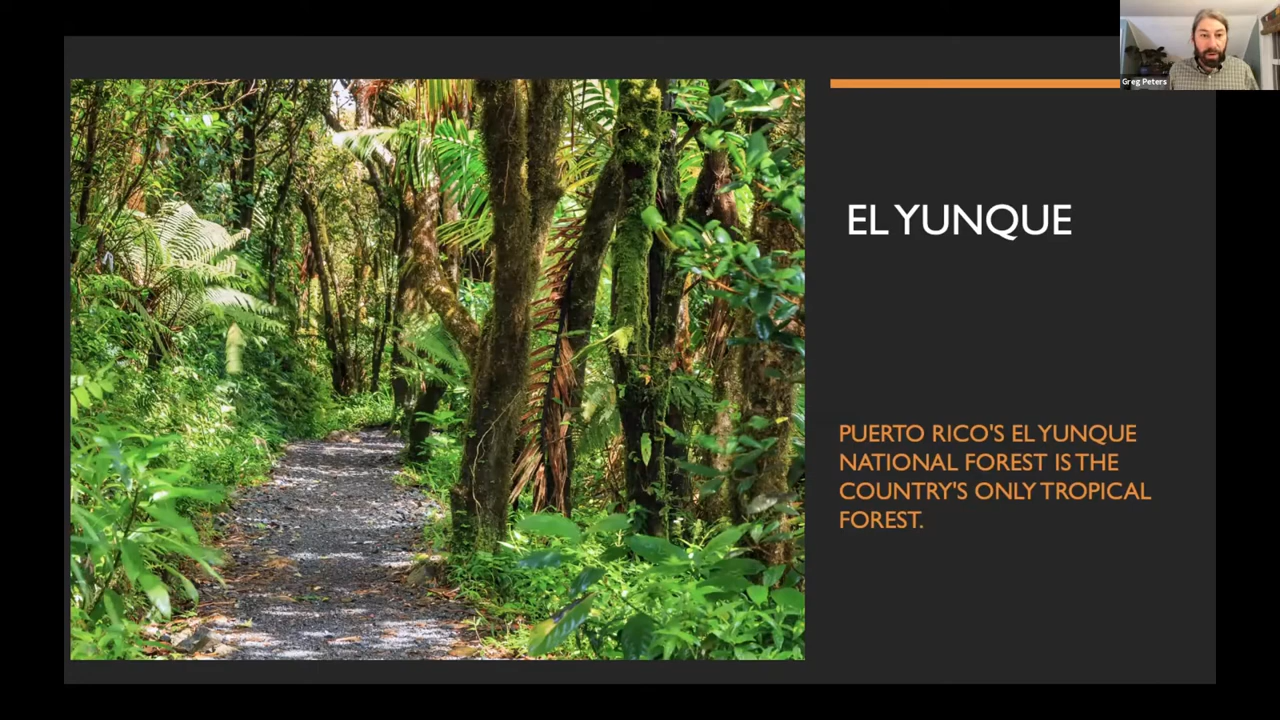 Greg Peters
EL YUNQUE
PUERTO RICO'S EL YUNQUE
NATIONAL FOREST IS THE
COUNTRY'S ONLY TROPICAL
FOREST.